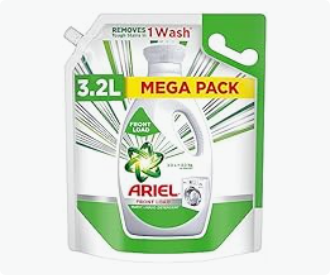 REMOVES
Tough Stains in
1 Wash
3.2L
MEGA PACK
FRONT
LOAD
ARIEL
FRONT LOAD